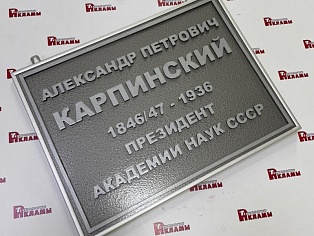 АЛЕКСАНДР ПЕТРОВИЧ
КАРПИНСКИЙ
1846/47 - 1936
ПРЕЗИДЕНТ
АКАДЕМИИ НАУК СССР